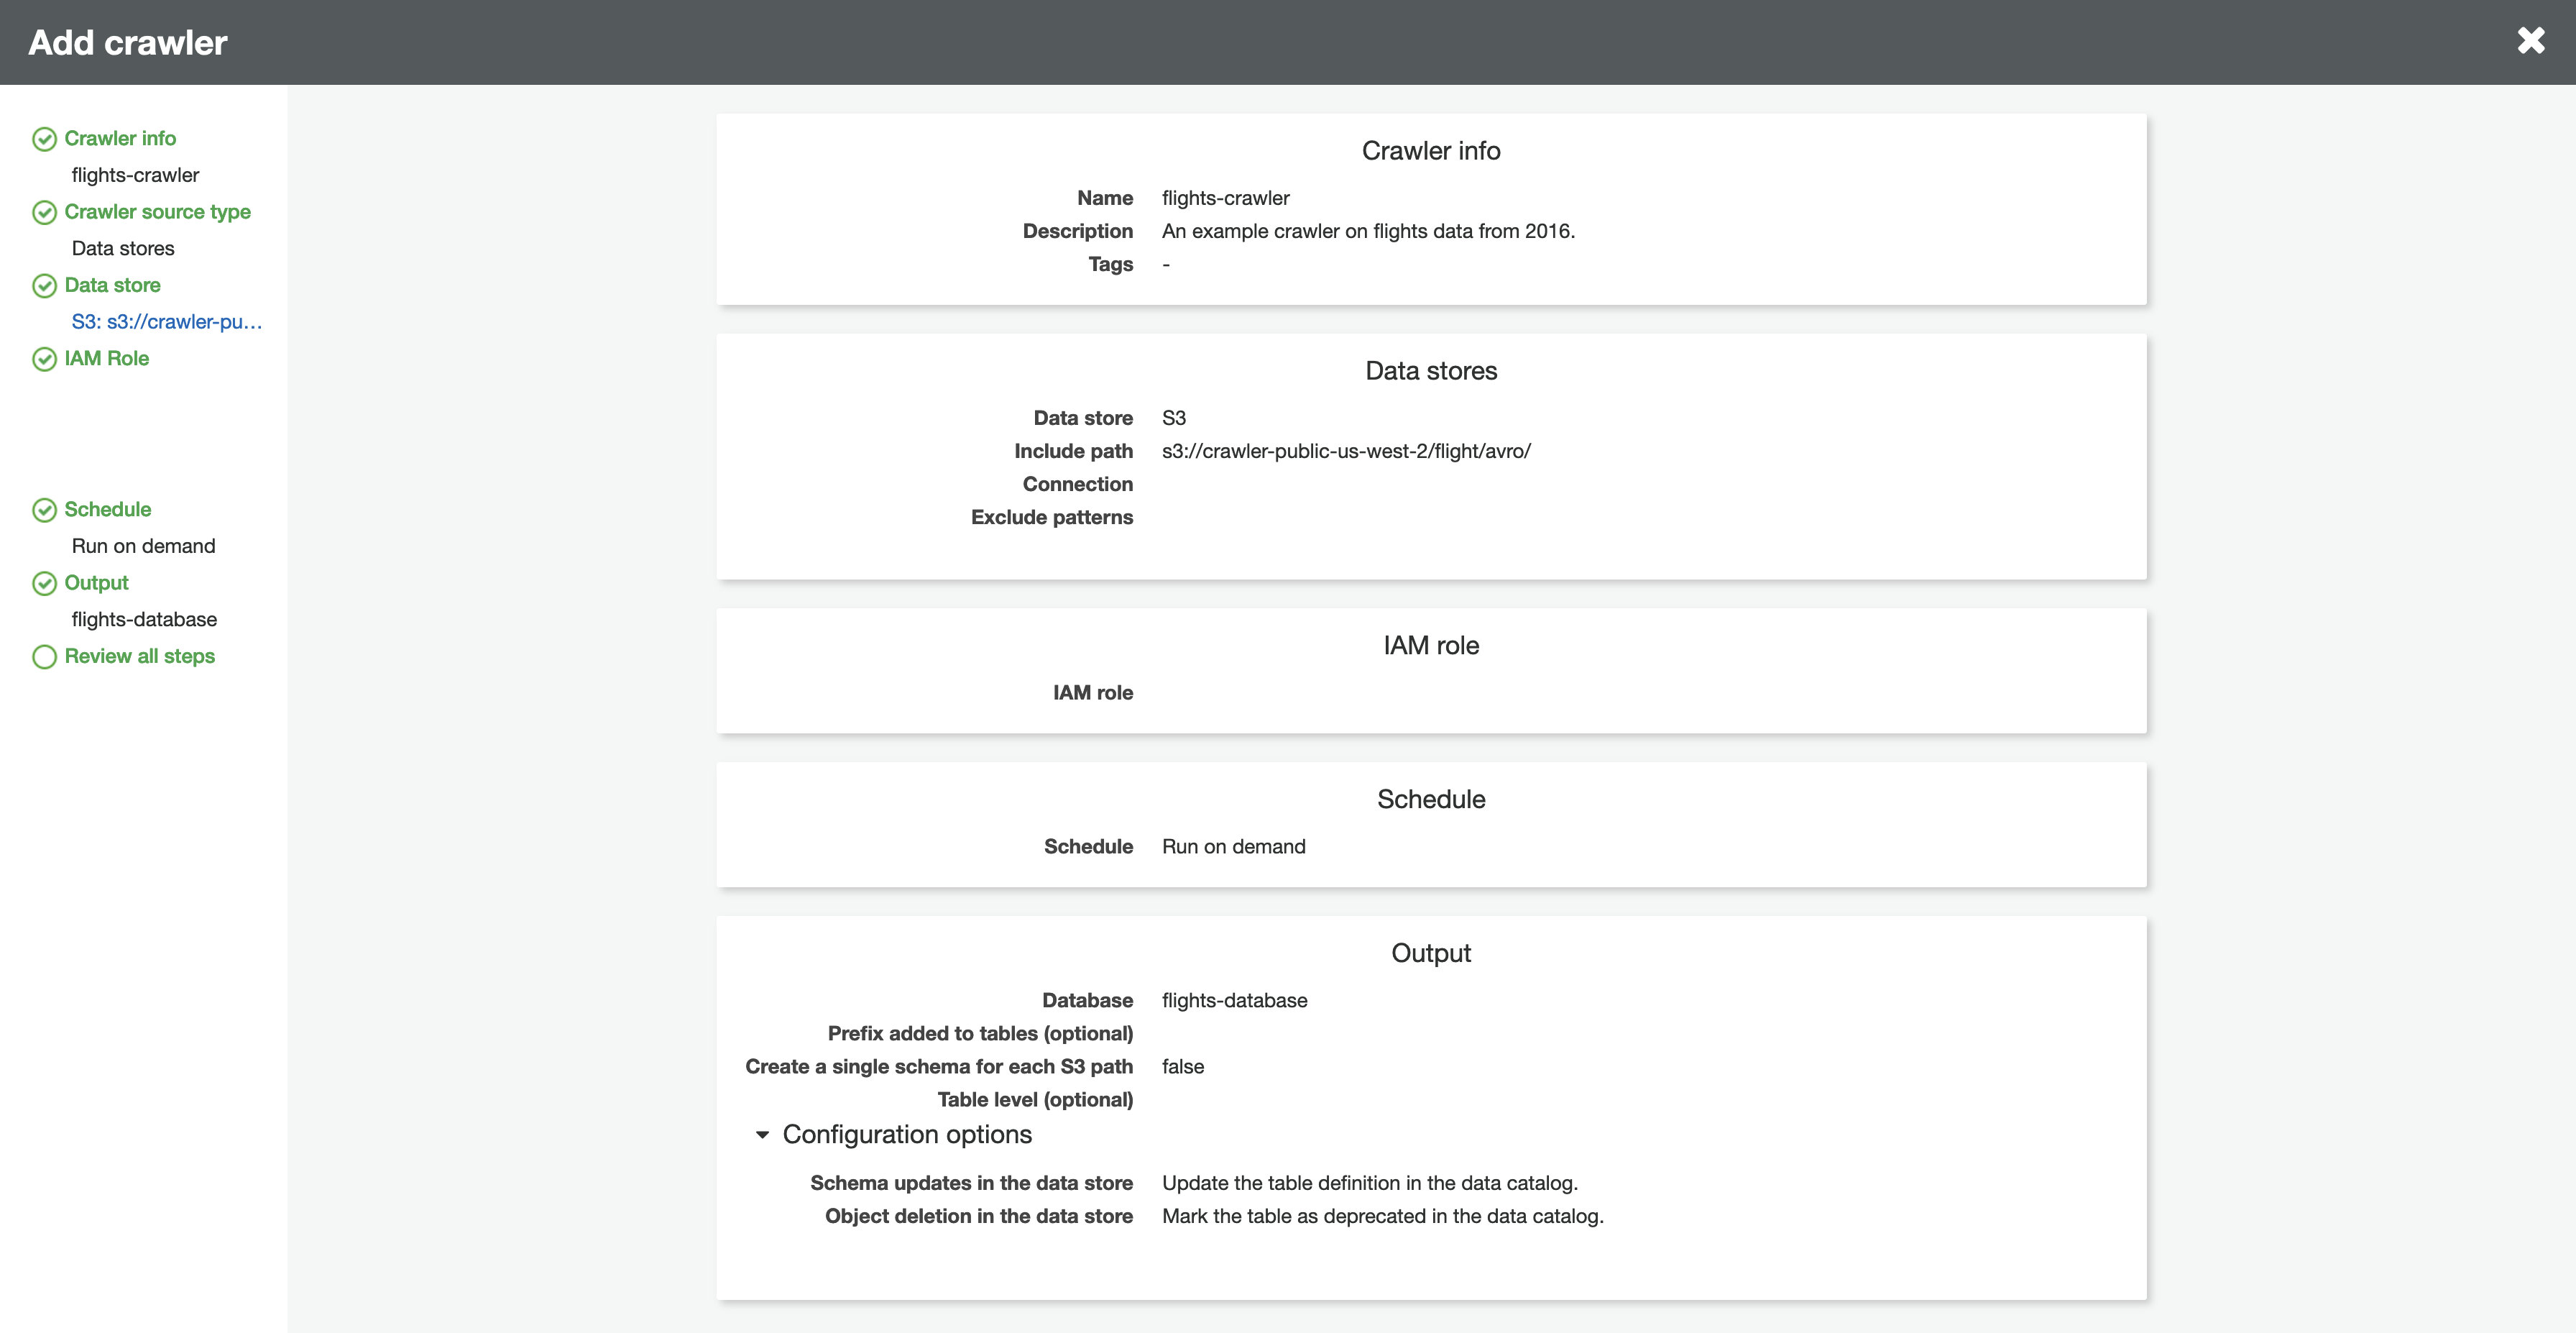 Add crawler
Crawler info
flights-crawler
Crawler source type
Data stores
Data store
S3: s3://crawler-pu...
IAM Role
Schedule
Run on demand
Output
flights-database
Review all steps
Crawler info
Name flights-crawler
Description An example crawler on flights data from 2016.
Tags -
Data stores
Data store S3
Include path s3://crawler-public-us-west-2/flight/avro/
Connection
Exclude patterns
IAM role
IAM role
Schedule
Schedule Run on demand
Output
Database flights-database
Prefix added to tables (optional)
Create a single schema for each S3 path false
Table level (optional)
Configuration options
Schema updates in the data store Update the table definition in the data catalog.
Object deletion in the data store Mark the table as deprecated in the data catalog.